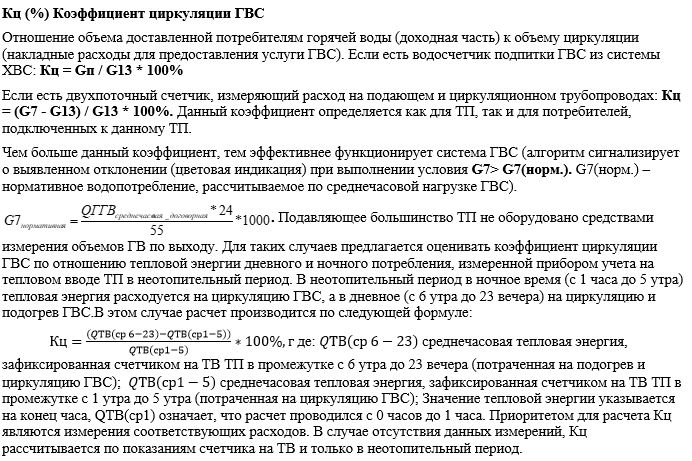 Кц (%) Коэффициент циркуляции ГВС
Отношение объема доставленной потребителям горячей воды (доходная часть) к объему циркуляции
(накладные расходы для предоставления услуги ГВС). Если есть водосчетчик подпитки ГВС из системы
ХВС: Кц = Gп / G13 * 100%
Если есть двухпоточный счетчик, измеряющий расход на подающем и циркуляционном трубопроводах: Кц
= (G7 - G13) / G13 * 100%. Данный коэффициент определяется как для ТП, так и для потребителей,
подключенных к данному ТП.
Чем больше данный коэффициент, тем эффективнее функционирует система ГВС (алгоритм сигнализирует
о выявленном отклонении (цветовая индикация) при выполнении условия G7> G7(норм.). G7(норм.) –
нормативное водопотребление, рассчитываемое по среднечасовой нагрузке ГВС).
G7нормативная = QГГВсреднечасовая _ договорная * 24 / 55 * 1000. Подавляющее большинство ТП не оборудовано средствами
измерения объемов ГВ по выходу. Для таких случаев предлагается оценивать коэффициент циркуляции
ГВС по отношению тепловой энергии дневного и ночного потребления, измеренной прибором учета на
тепловом вводе ТП в неотопительный период. В неотопительный период в ночное время (с 1 часа до 5 утра)
тепловая энергия расходуется на циркуляцию ГВС, а в дневное (с 6 утра до 23 вечера) на циркуляцию и
подогрев ГВС.В этом случае расчет производится по следующей формуле:
Кц = ((QТВ(ср 6−23)−QТВ(ср1−5)) / QТВ(ср1−5) * 100%, г де: QТВ(ср 6 − 23) среднечасовая тепловая энергия,
зафиксированная счетчиком на ТВ ТП в промежутке с 6 утра до 23 вечера (потраченная на подогрев и
циркуляцию ГВС); QТВ(ср1 − 5) среднечасовая тепловая энергия, зафиксированная счетчиком на ТВ ТП в
промежутке с 1 утра до 5 утра (потраченная на циркуляцию ГВС); Значение тепловой энергии указывается
на конец часа, QТВ(ср1) означает, что расчет проводился с 0 часов до 1 часа. Приоритетом для расчета Кц
являются измерения соответствующих расходов. В случае отсутствия данных измерений, Кц
рассчитывается по показаниям счетчика на ТВ и только в неотопительный период.